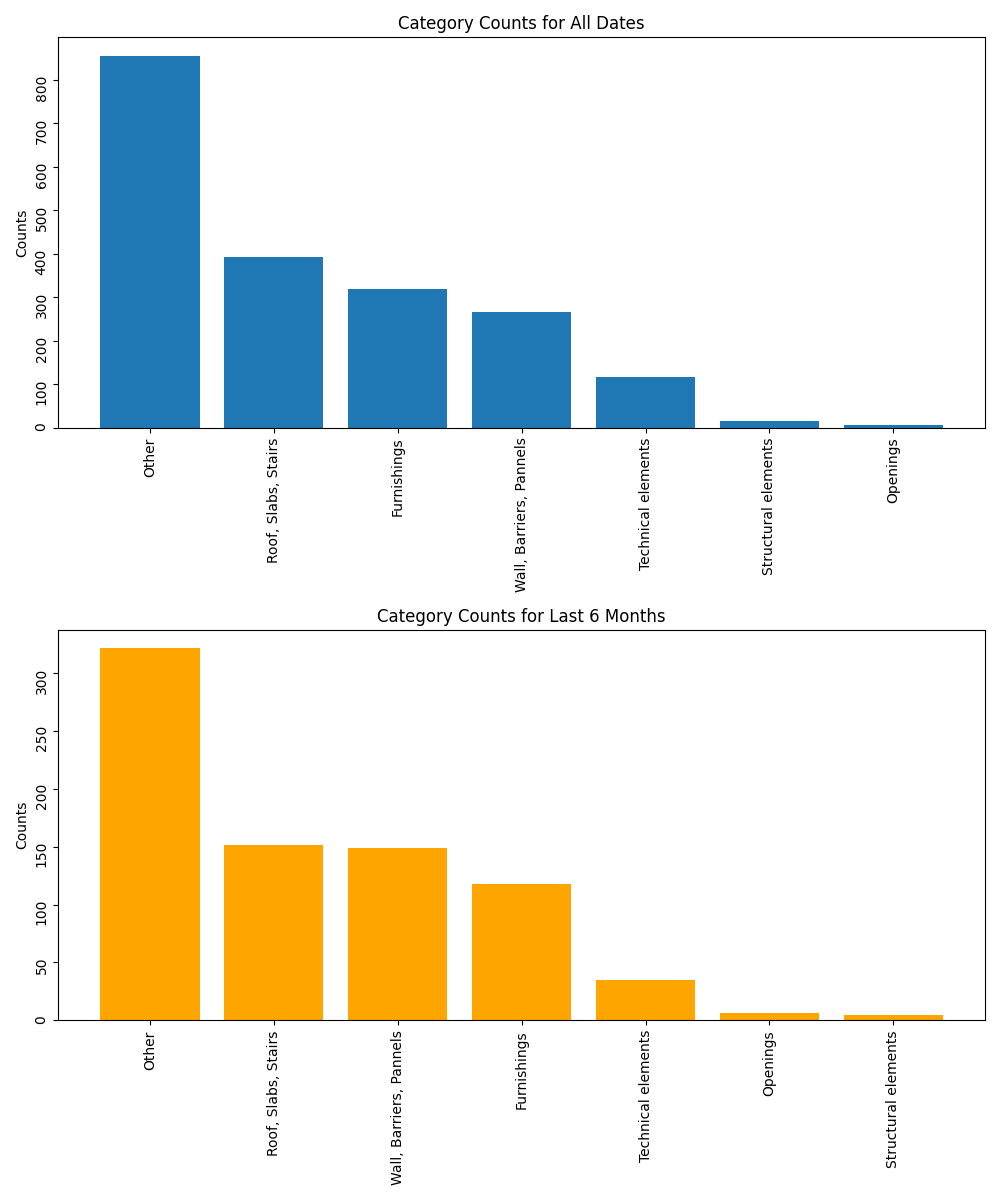 Category Counts for All Dates
Counts
800
700
600
500
400
300
200
100
0
Other
Roof, Slabs, Stairs
Furnishings
Wall, Barriers, Pannels
Technical elements
Structural elements
Openings
Category Counts for Last 6 Months
Counts
300
250
200
150
100
50
0
Other
Roof, Slabs, Stairs
Wall, Barriers, Pannels
Furnishings
Technical elements
Openings
Structural elements